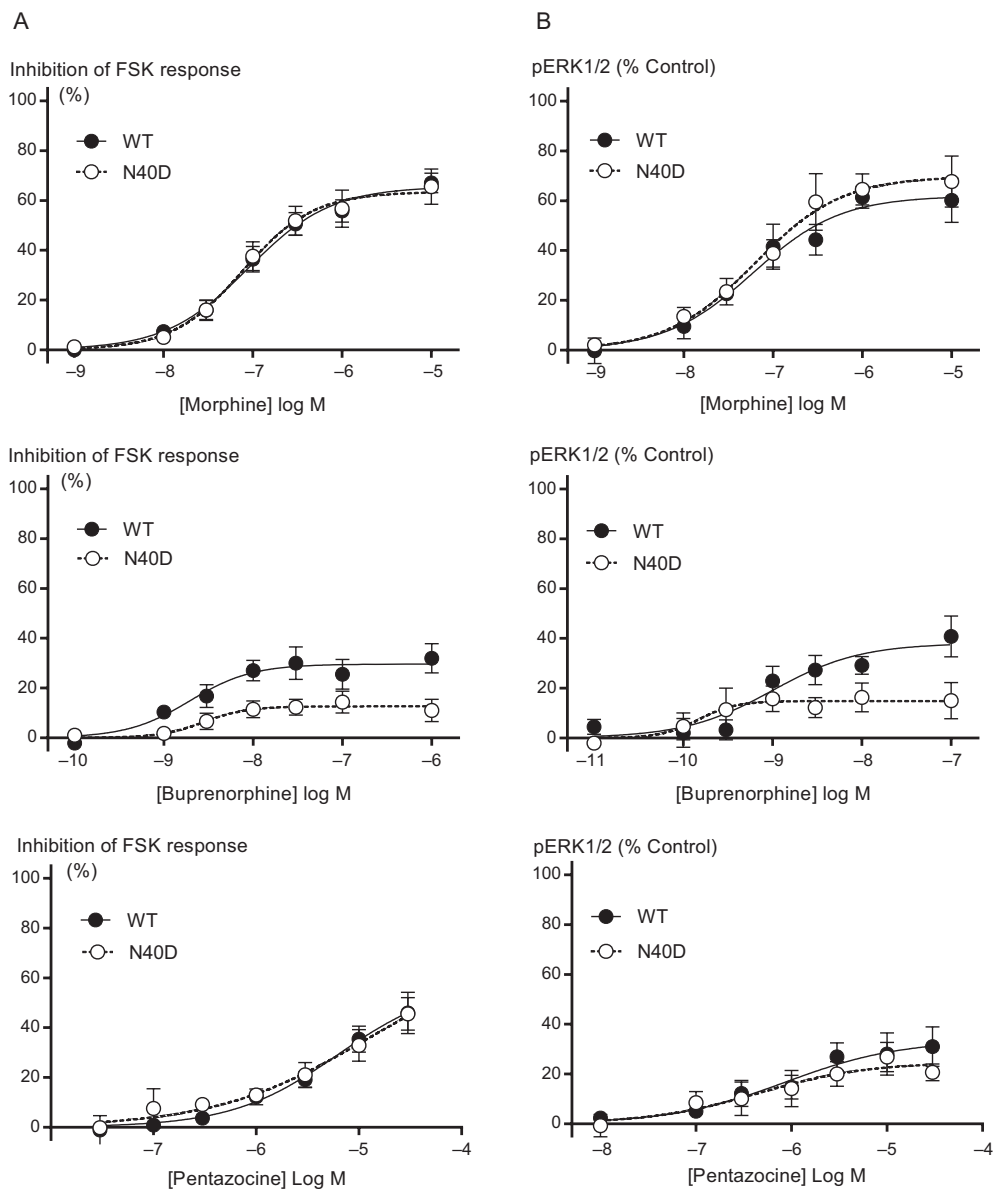 A
B
Inhibition of FSK response
(%)
100
80
60
40
20
0
WT
N40D
–9
–8
–7
–6
–5
[Morphine] log M
pERK1/2 (% Control)
100
80
60
40
20
0
WT
N40D
–9
–8
–7
–6
–5
[Morphine] log M
Inhibition of FSK response
(%)
100
80
60
40
20
0
WT
N40D
–10
–9
–8
–7
–6
[Buprenorphine] log M
pERK1/2 (% Control)
100
80
60
40
20
0
WT
N40D
–11
–10
–9
–8
–7
[Buprenorphine] log M
Inhibition of FSK response
(%)
100
80
60
40
20
0
WT
N40D
–7
–6
–5
–4
[Pentazocine] Log M
pERK1/2 (% Control)
100
80
60
40
20
0
WT
N40D
–8
–7
–6
–5
–4
[Pentazocine] Log M